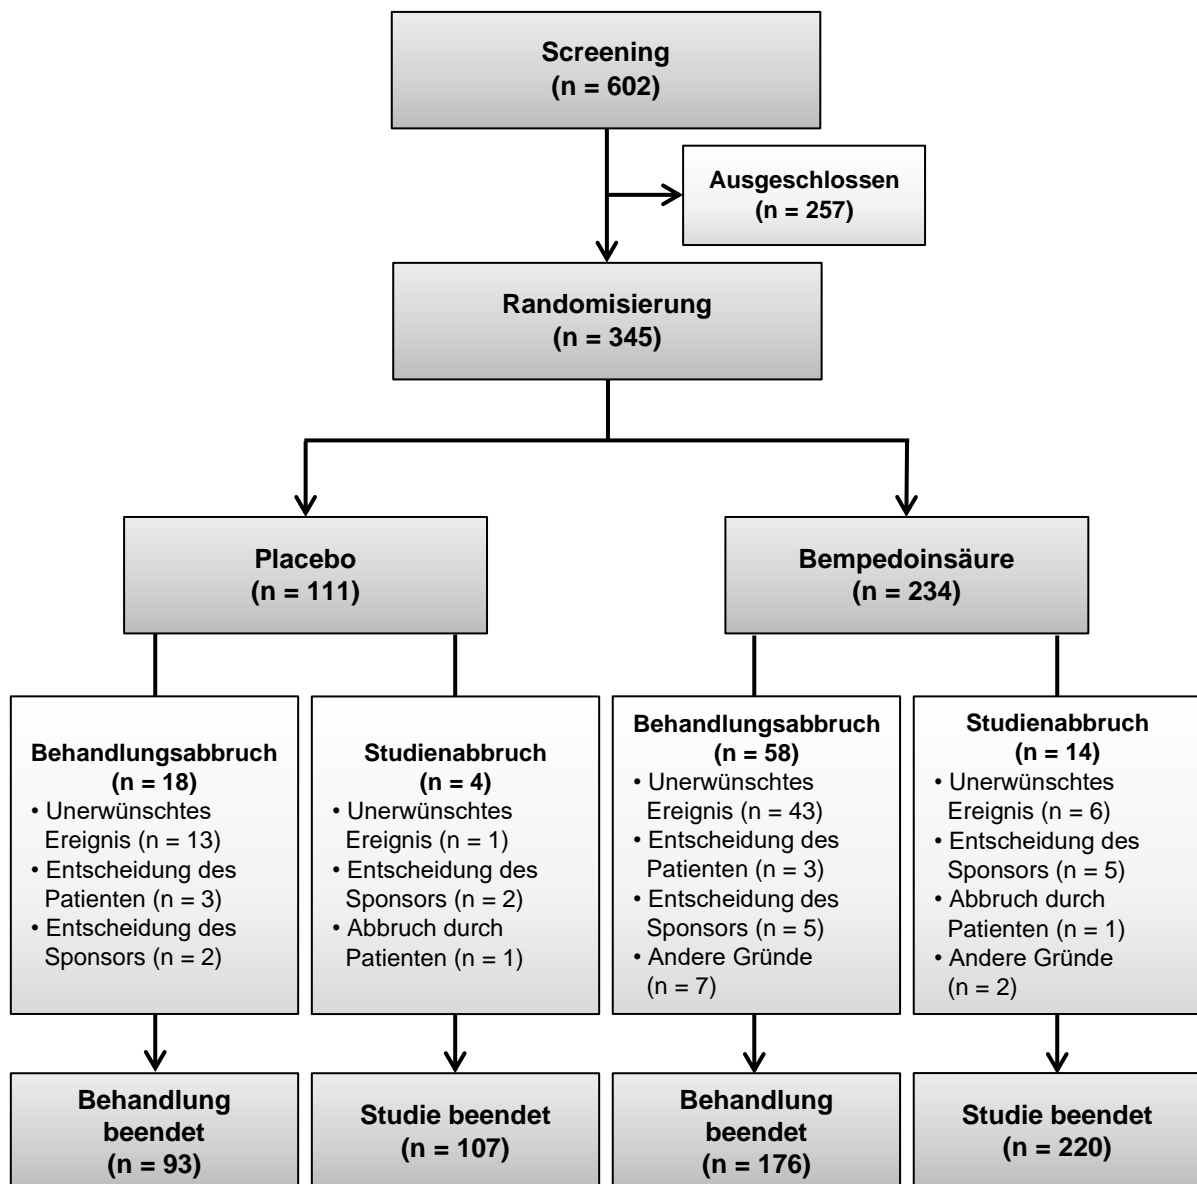 Screening
(n = 602)
Ausgeschlossen
(n = 257)
Randomisierung
(n = 345)
Placebo
(n = 111)
Bempedoinsäure
(n = 234)
Behandlungsabbruch
(n = 18)
• Unerwünschtes
Ereignis (n = 13)
• Entscheidung des
Patienten (n = 3)
• Entscheidung des
Sponsors (n = 2)
Studienabbruch
(n = 4)
• Unerwünschtes
Ereignis (n = 1)
• Entscheidung des
Sponsors (n = 2)
• Abbruch durch
Patienten (n = 1)
Behandlungsabbruch
(n = 58)
• Unerwünschtes
Ereignis (n = 43)
• Entscheidung des
Patienten (n = 3)
• Entscheidung des
Sponsors (n = 5)
• Andere Gründe
(n = 7)
Studienabbruch
(n = 14)
• Unerwünschtes
Ereignis (n = 6)
• Entscheidung des
Sponsors (n = 5)
• Abbruch durch
Patienten (n = 1)
• Andere Gründe
(n = 2)
Behandlung
beendet
(n = 93)
Studie beendet
(n = 107)
Behandlung
beendet
(n = 176)
Studie beendet
(n = 220)